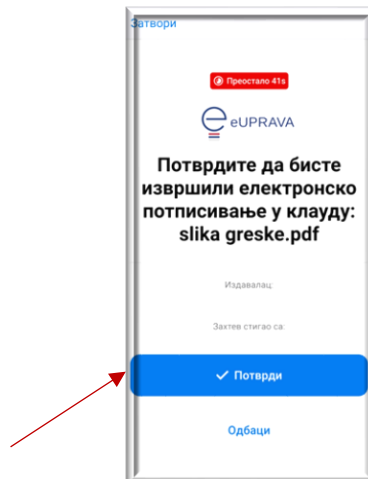 Затвори
Преостало 41s
eUPRAVA
Потврдите да бисте
извршили електронско
потписивање у клауду:
slika greske.pdf
Издавалац:
Захтев стигао са:
Потврди
Одбаци